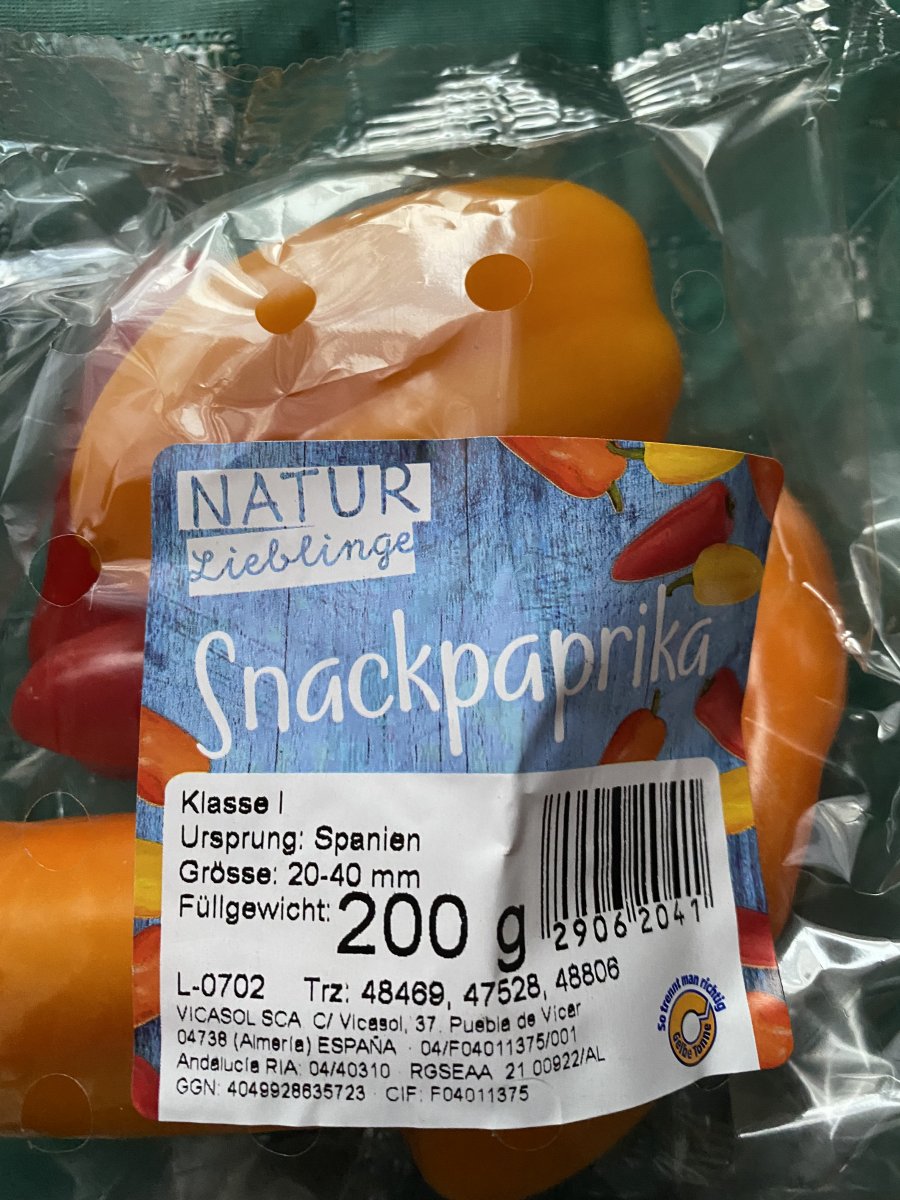 NATUR
Lieblinge
Snackpaprika
Klasse I
Ursprung: Spanien
Grösse: 20-40 mm
Füllgewicht: 200 g
2906 2041
L-0702 Trz: 48469, 47528, 48806
VICASOL SCA C/ Vicasol, 37. Puebla de Vicar
04738 (Almería) ESPAÑA · 04/F04011375/001
Andalucía RIA: 04/40310 · RGSEAA 21 00922/AL
GGN: 4049928635723 · CIF: F04011375
So trennt man richtig
Gelbe Tonne